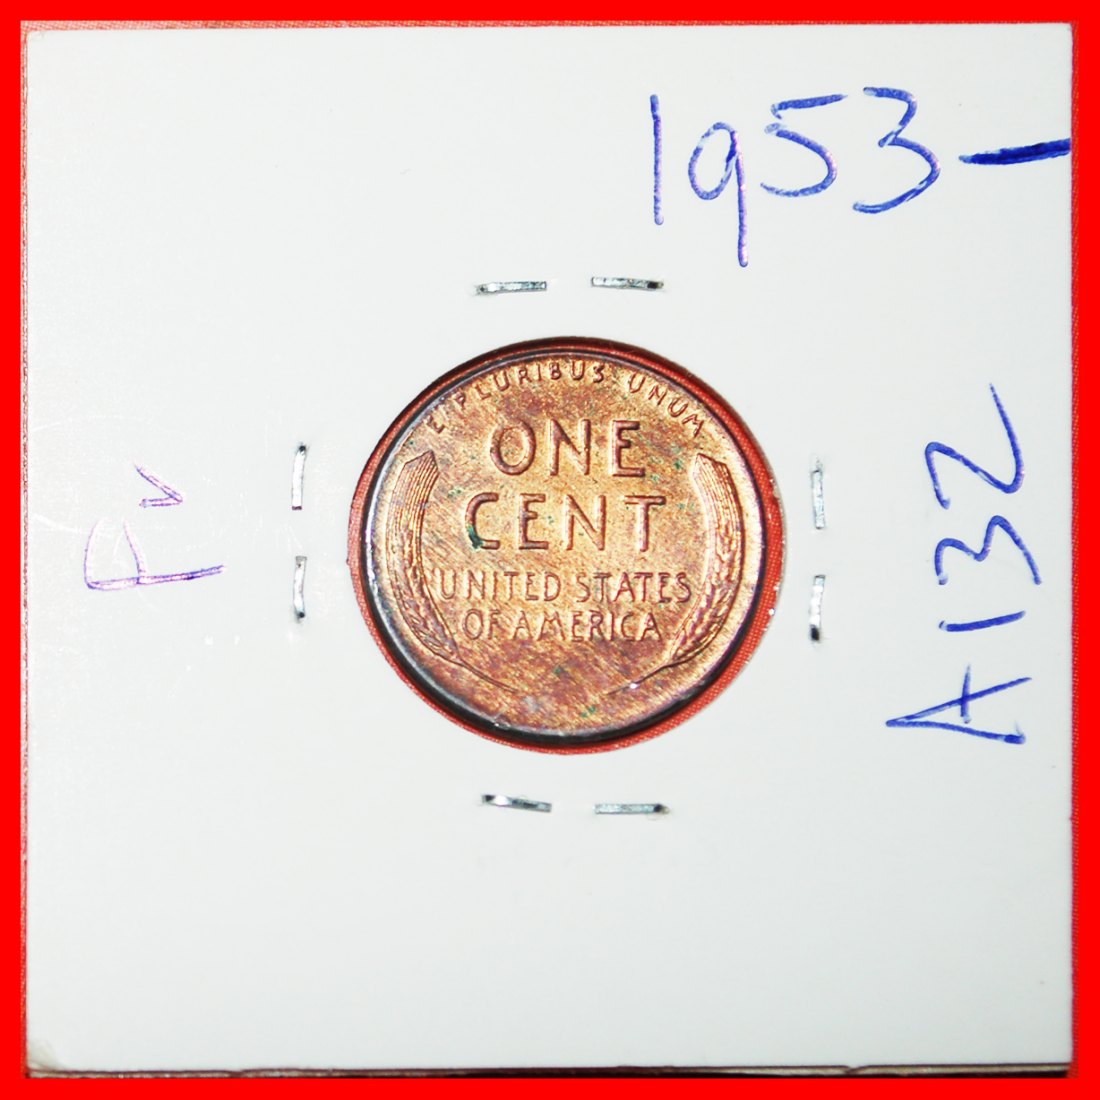 1953-
E·PLURIBUS·UNUM
ONE
CENT
UNITED STATES
OF AMERICA
A132